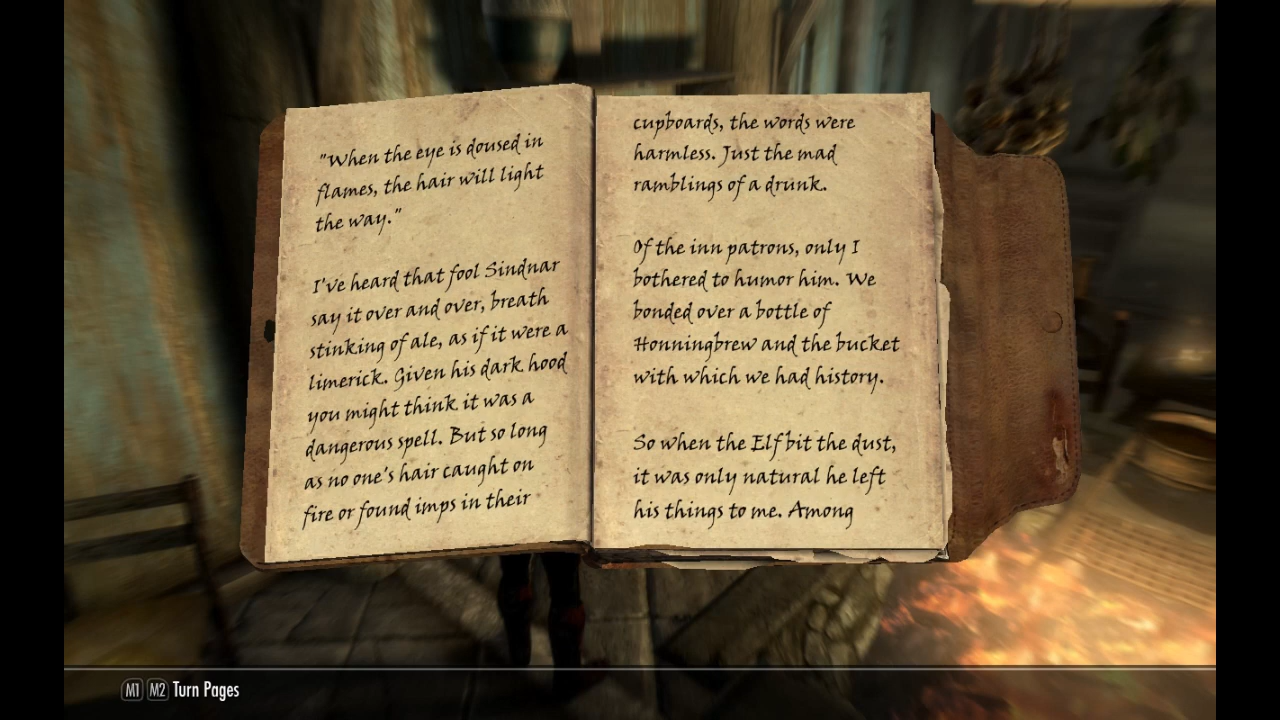 "When the eye is doused in
flames, the hair will light
the way."
I've heard that fool Sindnar
say it over and over, breath
stinking of ale, as if it were a
limerick. Given his dark hood
you might think it was a
dangerous spell. But so long
as no one's hair caught on
fire or found imps in their
cupboards, the words were
harmless. Just the mad
ramblings of a drunk.
Of the inn patrons, only I
bothered to humor him. We
bonded over a bottle of
Honningbrew and the bucket
with which we had history.
So when the Elf bit the dust,
it was only natural he left
his things to me. Among
M1 M2 Turn Pages